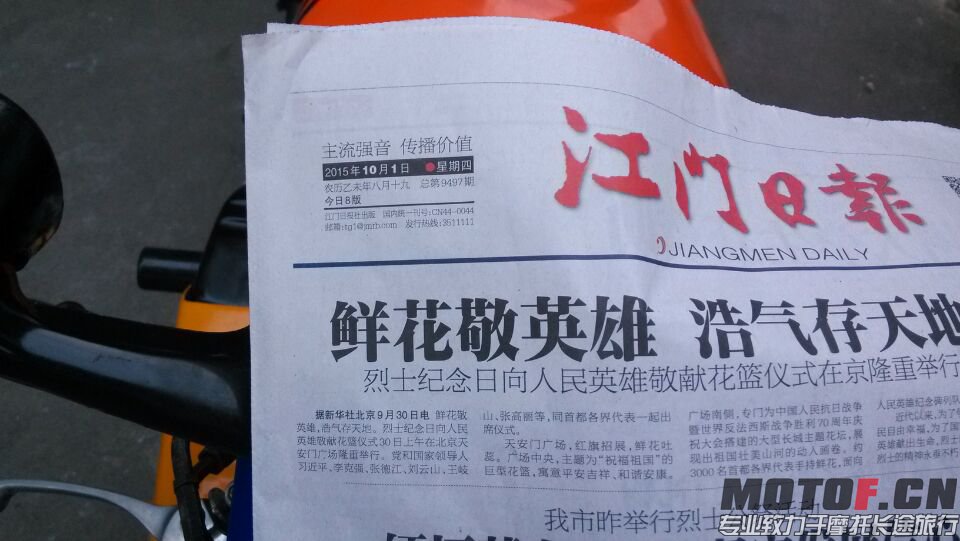 主流强音 传播价值
2015年10月1日 ●星期四
农历乙未年八月十九 总第9497期
今日8版
江门日报社出版 国内统一刊号:CN44-0044
邮箱:tg1@jmrb.com 发行热线:3511111
江门日報
JIANGMEN DAILY
鲜花敬英雄 浩气存天地
烈士纪念日向人民英雄敬献花篮仪式在京隆重举行
据新华社北京9月30日电 鲜花敬
英雄,浩气存天地。烈士纪念日向人民
英雄敬献花篮仪式30日上午在北京天
安门广场隆重举行。党和国家领导人
习近平、李克强、张德江、刘云山、王岐
山、张高丽等,同首都各界代表一起出
席仪式。
天安门广场,红旗招展,鲜花吐
蕊。广场中央,主题为“祝福祖国”的
巨型花篮,寓意平安吉祥、和谐安康。
广场南侧,专门为中国人民抗日战争
暨世界反法西斯战争胜利70周年庆
祝大会搭建的大型长城主题花坛,展
现出祖国壮美山河的动人画卷。约
3000名首都各界代表手持鲜花,面向
人民英雄纪念碑列队
近代以来,为了
民自由幸福,为了国
英雄献出生命,烈士
烈士的精神永垂不朽
我市昨举行烈士
MOTOF.CN
专业致力于摩托长途旅行